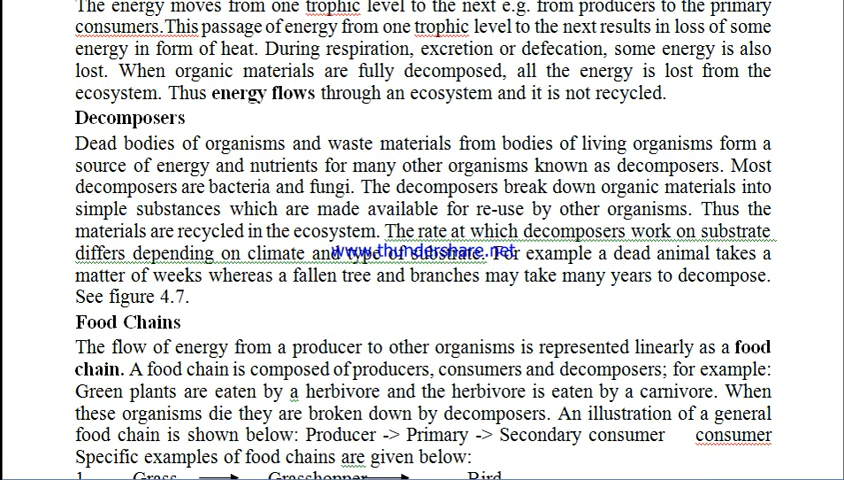 The energy moves from one trophic level to the next e.g. from producers to the primary
consumers.This passage of energy from one trophic level to the next results in loss of some
energy in form of heat. During respiration, excretion or defecation, some energy is also
lost. When organic materials are fully decomposed, all the energy is lost from the
ecosystem. Thus energy flows through an ecosystem and it is not recycled.
Decomposers
Dead bodies of organisms and waste materials from bodies of living organisms form a
source of energy and nutrients for many other organisms known as decomposers. Most
decomposers are bacteria and fungi. The decomposers break down organic materials into
simple substances which are made available for re-use by other organisms. Thus the
materials are recycled in the ecosystem. The rate at which decomposers work on substrate
differs depending on climate and type of substrate. For example a dead animal takes a
www.thundershare.net
matter of weeks whereas a fallen tree and branches may take many years to decompose.
See figure 4.7.
Food Chains
The flow of energy from a producer to other organisms is represented linearly as a food
chain. A food chain is composed of producers, consumers and decomposers; for example:
Green plants are eaten by a herbivore and the herbivore is eaten by a carnivore. When
these organisms die they are broken down by decomposers. An illustration of a general
food chain is shown below: Producer -> Primary -> Secondary consumer consumer
Specific examples of food chains are given below:
1. Grass Grasshopper Bird